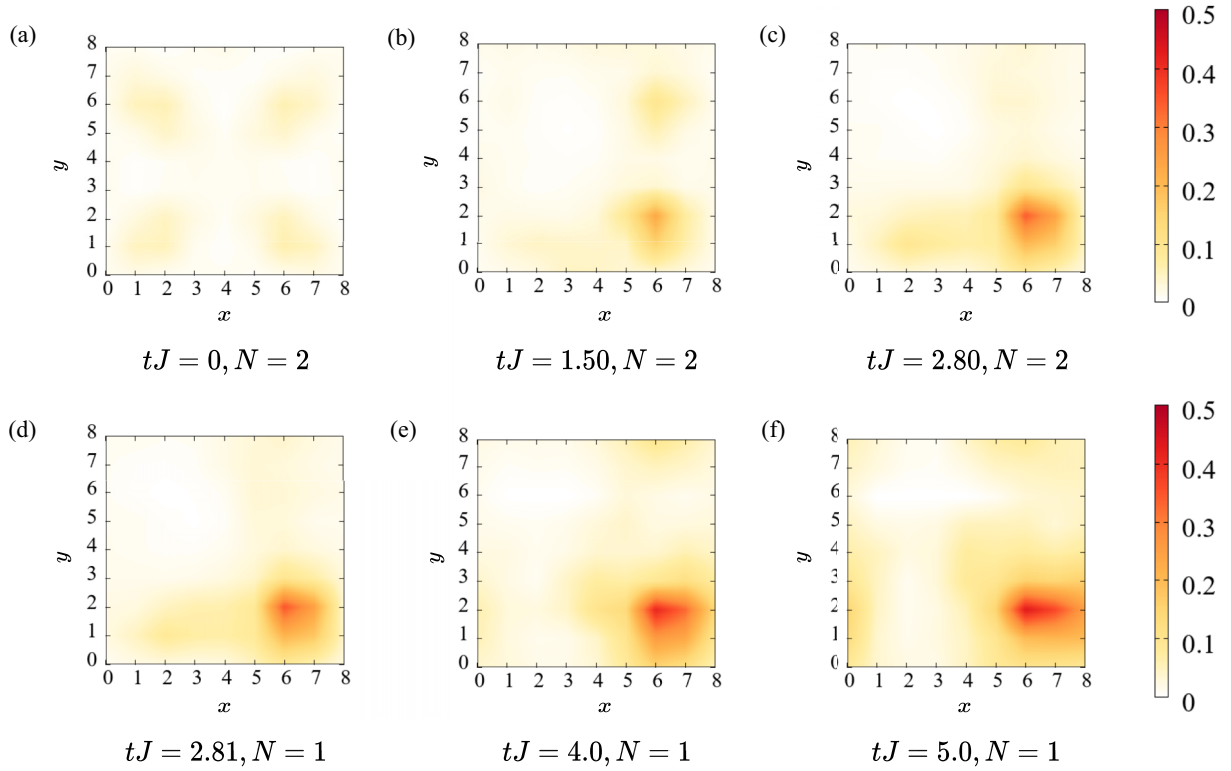 (a) (b) (c)
8 7 6 5 4 3 2 1 0
y
0 1 2 3 4 5 6 7 8
x
8 7 6 5 4 3 2 1 0
y
0 1 2 3 4 5 6 7 8
x
8 7 6 5 4 3 2 1 0
y
0 1 2 3 4 5 6 7 8
x
0.5
0.4
0.3
0.2
0.1
0
tJ = 0, N = 2
tJ = 1.50, N = 2
tJ = 2.80, N = 2
(d) (e) (f)
8 7 6 5 4 3 2 1 0
y
0 1 2 3 4 5 6 7 8
x
8 7 6 5 4 3 2 1 0
y
0 1 2 3 4 5 6 7 8
x
8 7 6 5 4 3 2 1 0
y
0 1 2 3 4 5 6 7 8
x
0.5
0.4
0.3
0.2
0.1
0
tJ = 2.81, N = 1
tJ = 4.0, N = 1
tJ = 5.0, N = 1